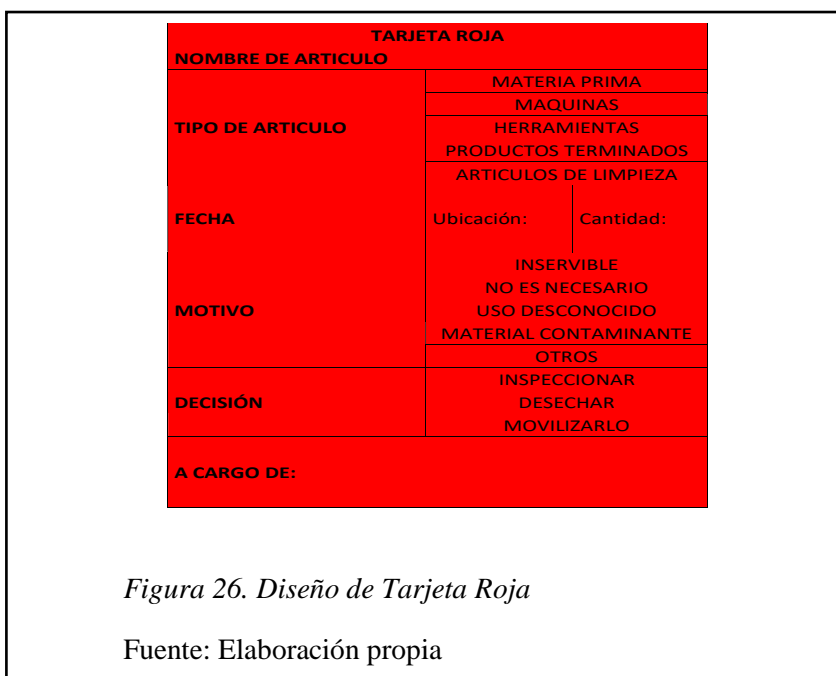 TARJETA ROJA
NOMBRE DE ARTICULO
MATERIA PRIMA
MAQUINAS
TIPO DE ARTICULO HERRAMIENTAS
PRODUCTOS TERMINADOS
ARTICULOS DE LIMPIEZA
FECHA Ubicación: Cantidad:
INSERVIBLE
NO ES NECESARIO
MOTIVO USO DESCONOCIDO
MATERIAL CONTAMINANTE
OTROS
INSPECCIONAR
DECISIÓN DESECHAR
MOVILIZARLO
A CARGO DE:
Figura 26. Diseño de Tarjeta Roja
Fuente: Elaboración propia